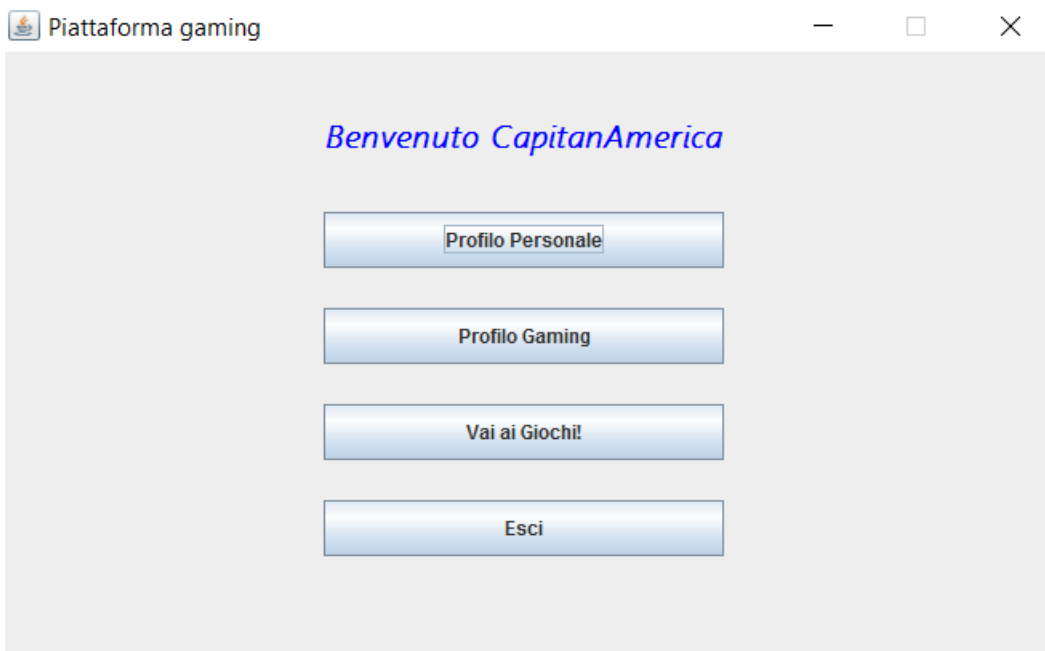 Piattaforma gaming
Benvenuto CapitanAmerica
Profilo Personale
Profilo Gaming
Vai ai Giochi!
Esci